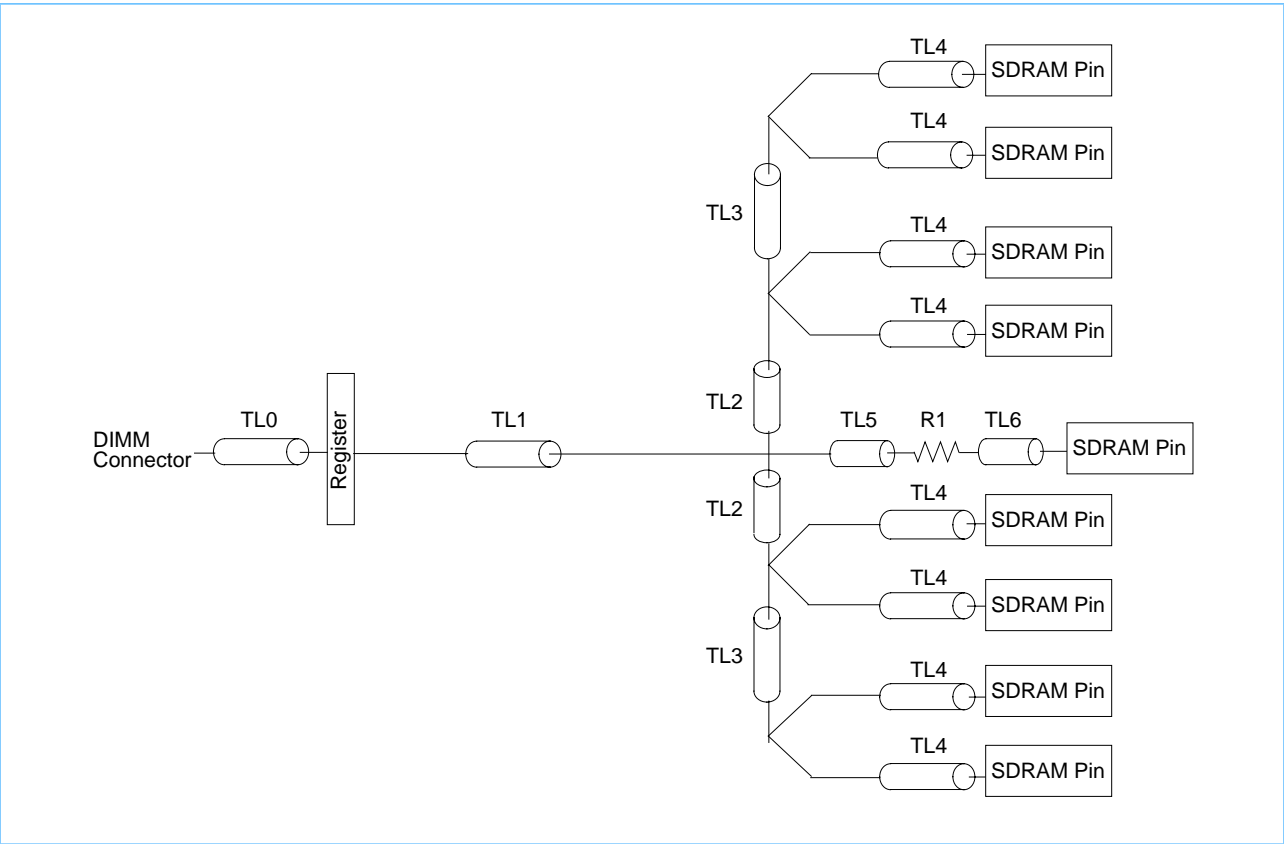 TL4
SDRAM Pin
TL4
SDRAM Pin
TL3
TL4
SDRAM Pin
TL4
SDRAM Pin
TL2
DIMM
Connector
TL0
Register
TL1
TL5
R1
TL6
SDRAM Pin
TL2
TL4
SDRAM Pin
TL4
SDRAM Pin
TL3
TL4
SDRAM Pin
TL4
SDRAM Pin